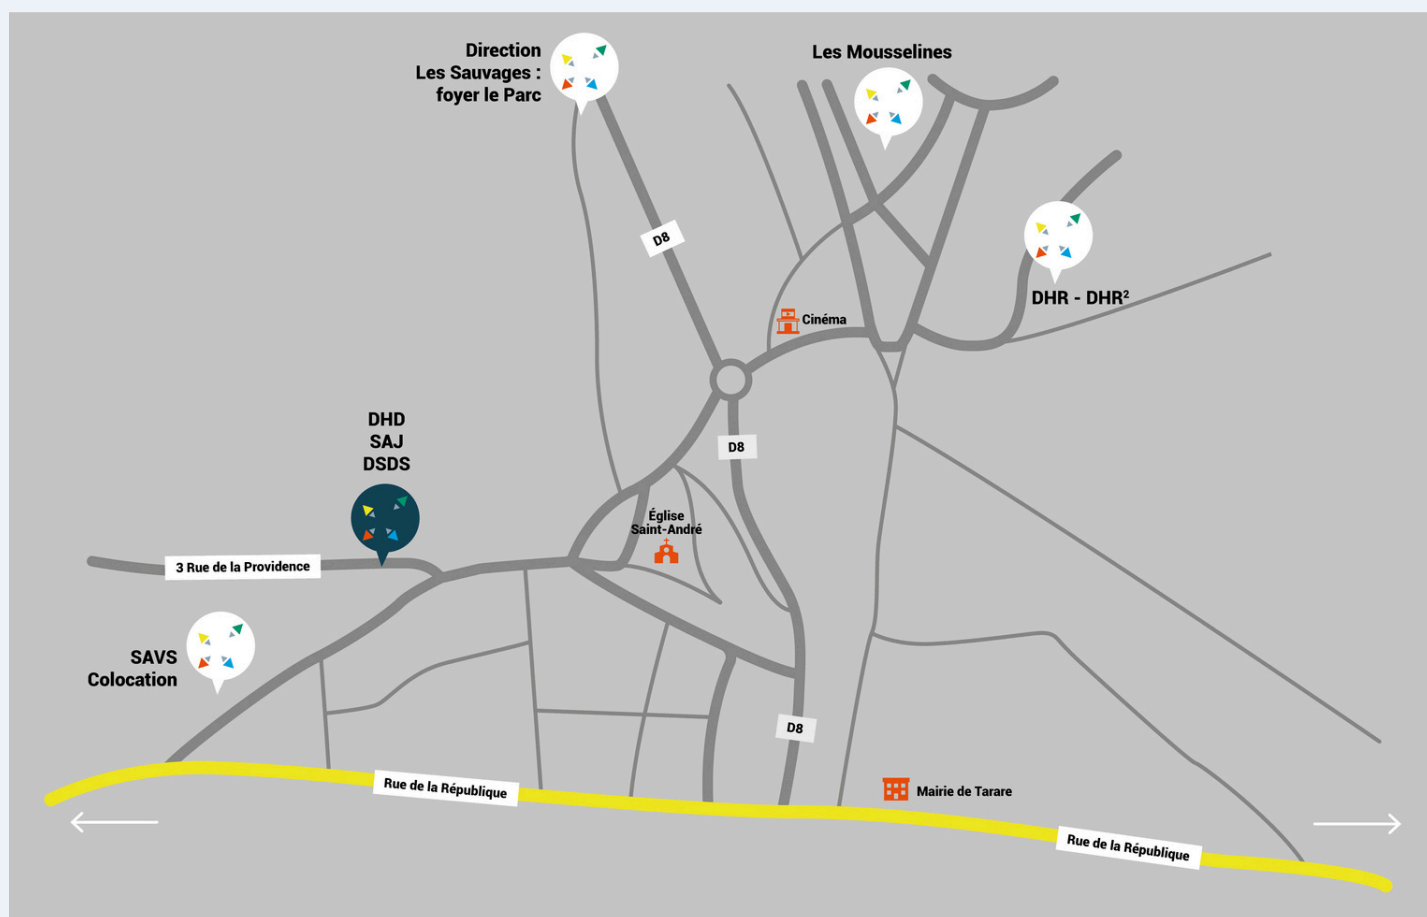 Direction
Les Sauvages :
foyer le Parc
Les Mousselines
D8
DHR - DHR²
Cinéma
DHD
SAJ
DSDS
D8
Église
Saint-André
3 Rue de la Providence
SAVS
Colocation
D8
Rue de la République
Mairie de Tarare
Rue de la République